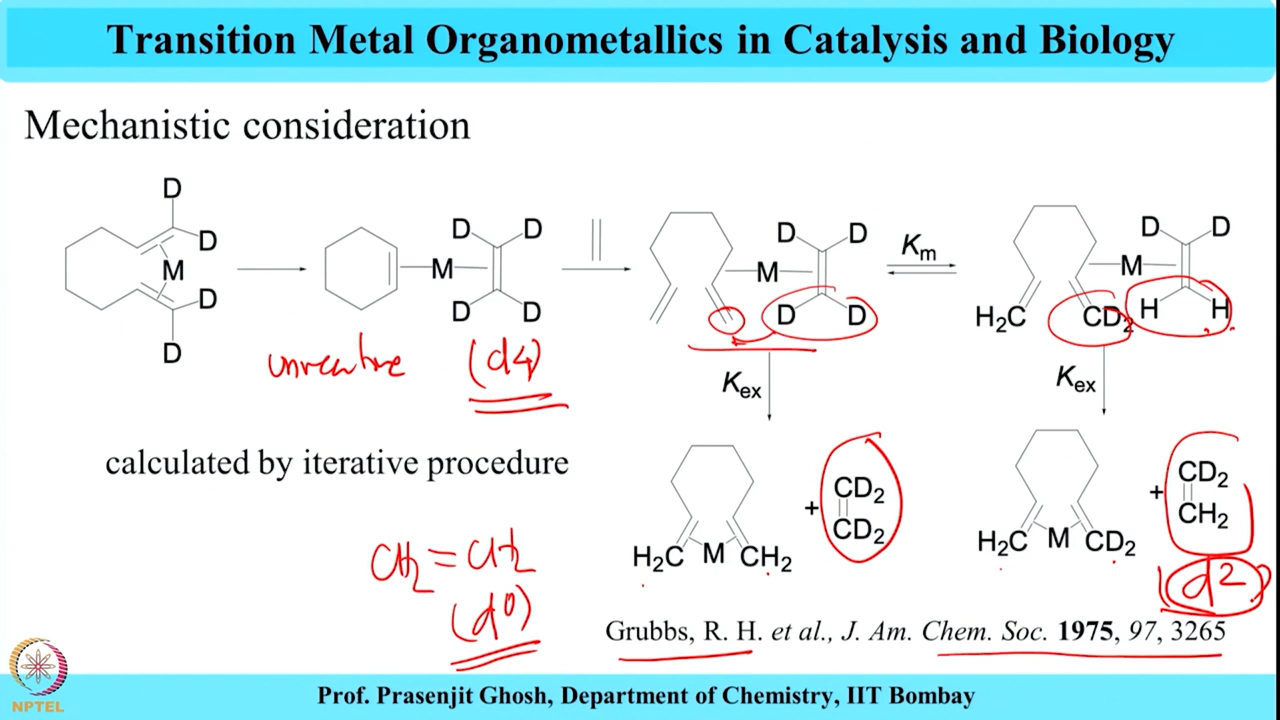 Transition Metal Organometallics in Catalysis and Biology
Mechanistic consideration
D
D
M
D
D
D D
M
D D
D D
M
D D
Km
D D
M
H2C CD2 H H
unreactive (d4)
Kex
Kex
calculated by iterative procedure
+ CD2
CD2
H2C M CH2
+ CD2
CH2
H2C M CD2
CH2=CH2
(d0)
(d2)
Grubbs, R. H. et al., J. Am. Chem. Soc. 1975, 97, 3265
NPTEL
Prof. Prasenjit Ghosh, Department of Chemistry, IIT Bombay